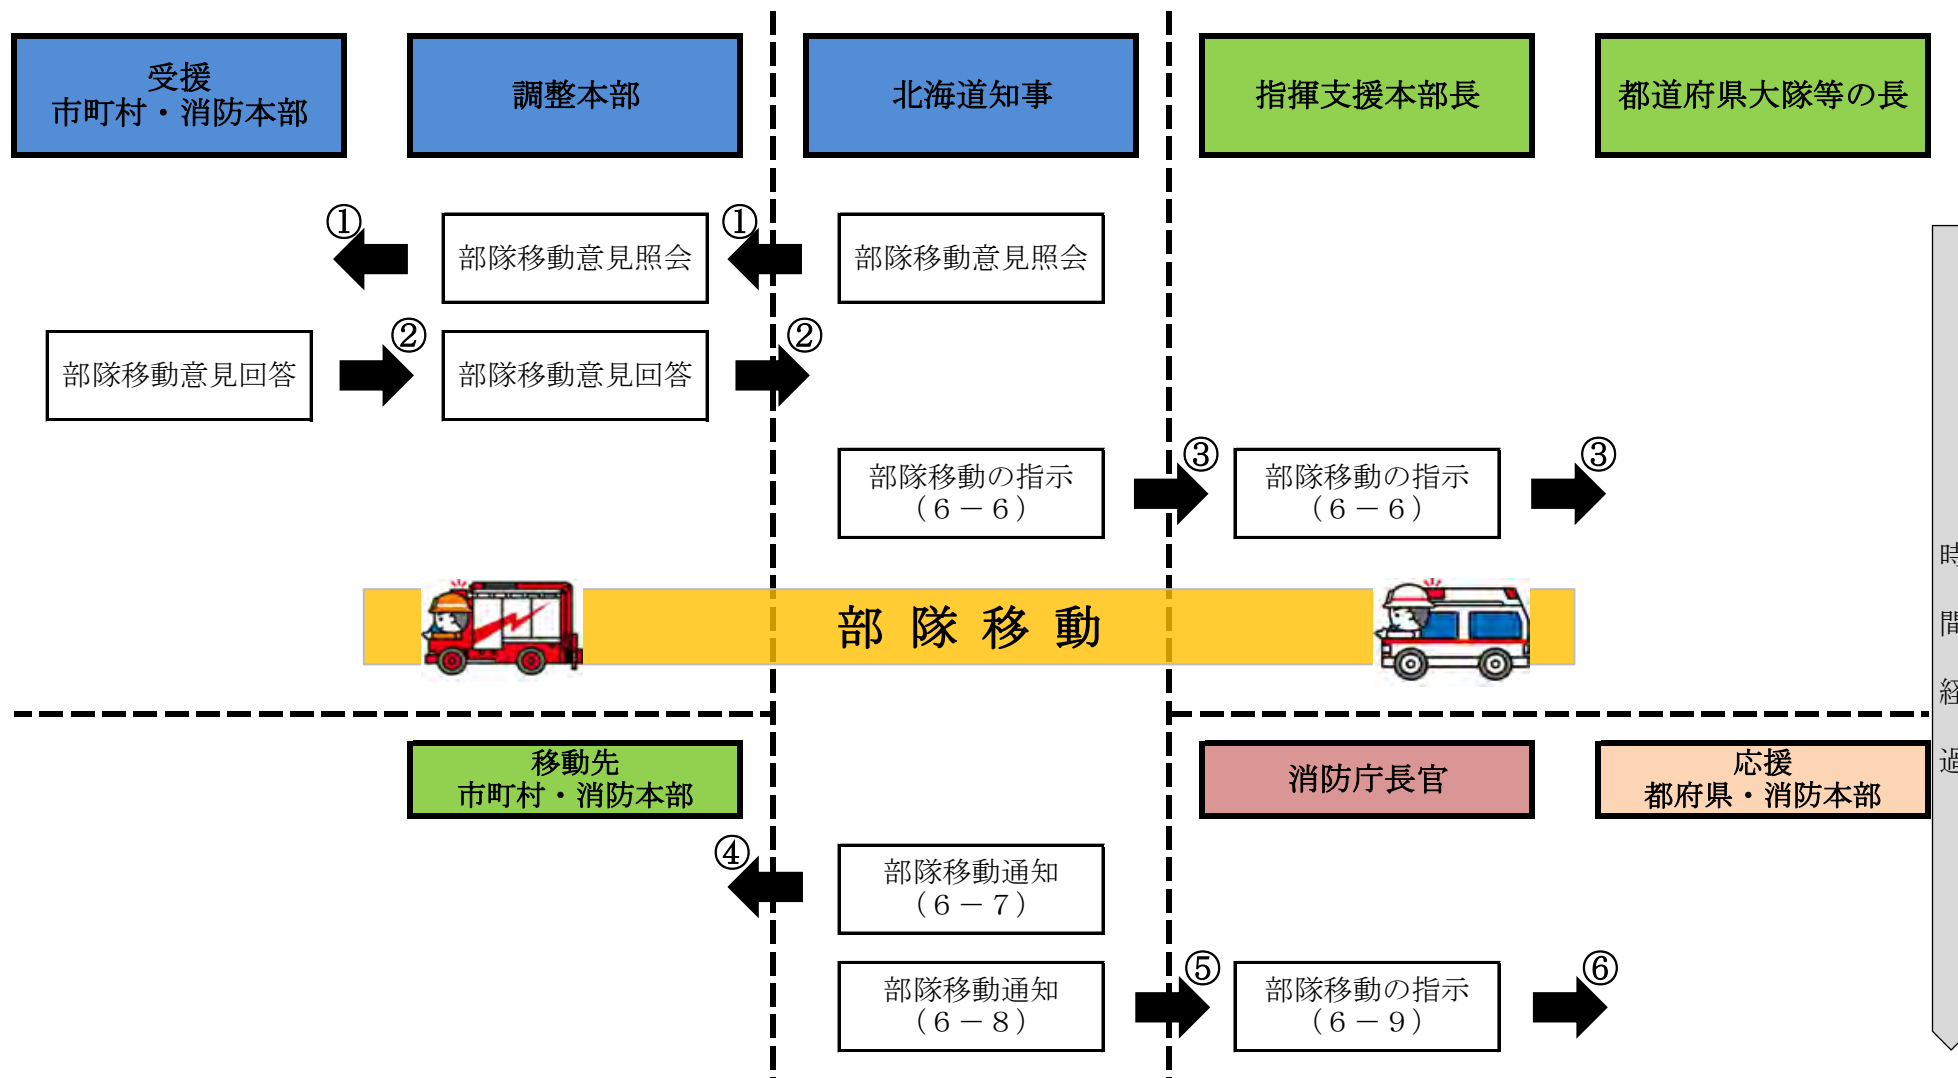 受援
市町村・消防本部
調整本部
北海道知事
指揮支援本部長
都道府県大隊等の長
①
部隊移動意見照会
①
部隊移動意見照会
部隊移動意見回答
②
部隊移動意見回答
②
部隊移動の指示
（６－６）
③
部隊移動の指示
（６－６）
③
部隊移動
移動先
市町村・消防本部
消防庁長官
応援
都府県・消防本部
④
部隊移動通知
（６－７）
部隊移動通知
（６－８）
⑤
部隊移動の指示
（６－９）
⑥
時
間
経
過